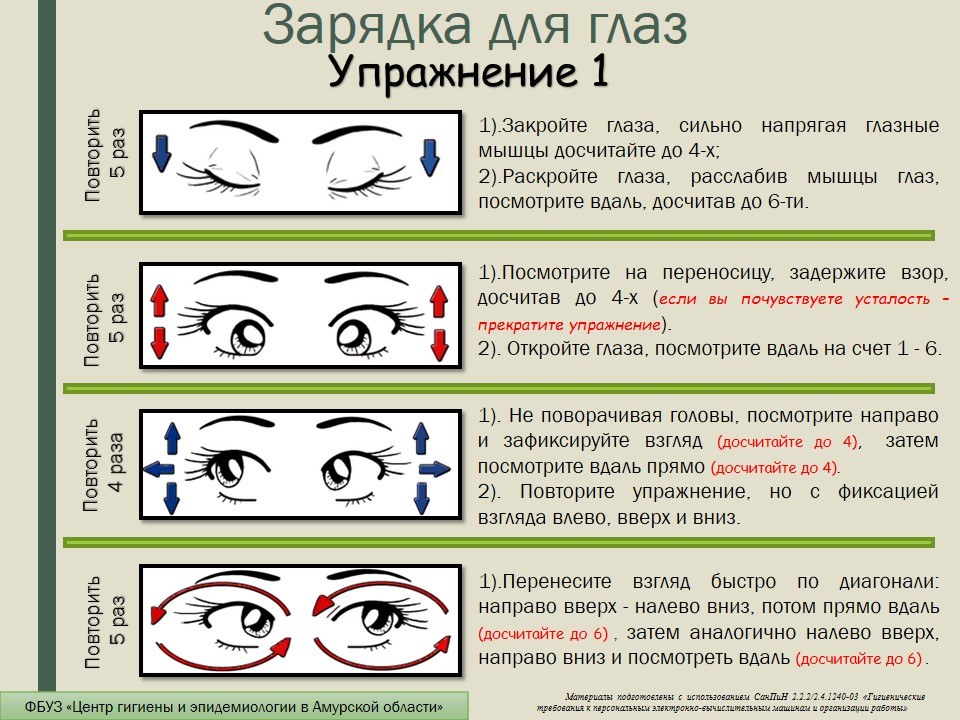 Зарядка для глаз
Упражнение 1
Повторить
5 раз
1).Закройте глаза, сильно напрягая глазные
мышцы досчитайте до 4-х;
2).Раскройте глаза, расслабив мышцы глаз,
посмотрите вдаль, досчитав до 6-ти.
Повторить
5 раз
1).Посмотрите на переносицу, задержите взор,
досчитав до 4-х (если вы почувствуете усталость –
прекратите упражнение).
2). Откройте глаза, посмотрите вдаль на счет 1 - 6.
Повторить
4 раза
1). Не поворачивая головы, посмотрите направо
и зафиксируйте взгляд (досчитайте до 4), затем
посмотрите вдаль прямо (досчитайте до 4).
2). Повторите упражнение, но с фиксацией
взгляда влево, вверх и вниз.
Повторить
5 раз
1).Перенесите взгляд быстро по диагонали:
направо вверх - налево вниз, потом прямо вдаль
(досчитайте до 6) , затем аналогично налево вверх,
направо вниз и посмотреть вдаль (досчитайте до 6) .
ФБУЗ «Центр гигиены и эпидемиологии в Амурской области»
Материалы подготовлены с использованием СанПиН 2.2.2/2.4.1240-03 «Гигиенические
требования к персональным электронно-вычислительным машинам и организации работы»